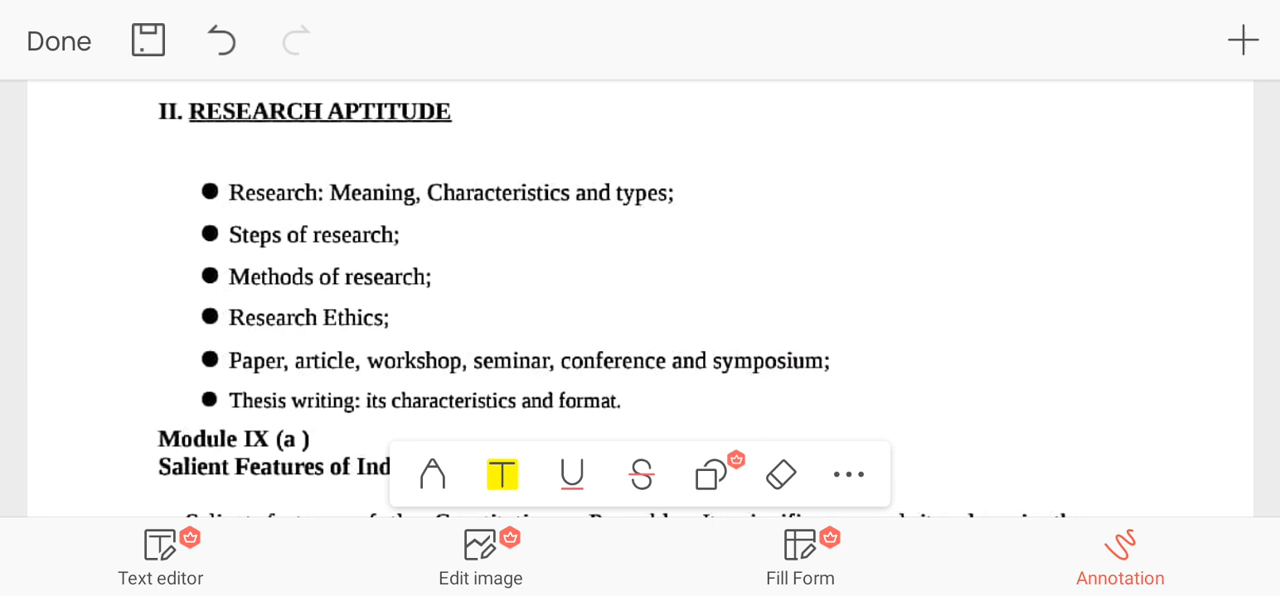 Done
II. RESEARCH APTITUDE
● Research: Meaning, Characteristics and types;
● Steps of research;
● Methods of research;
● Research Ethics;
● Paper, article, workshop, seminar, conference and symposium;
● Thesis writing: its characteristics and format.
Module IX (a )
Salient Features of Ind
T U S
Text editor
Edit image
Fill Form
Annotation